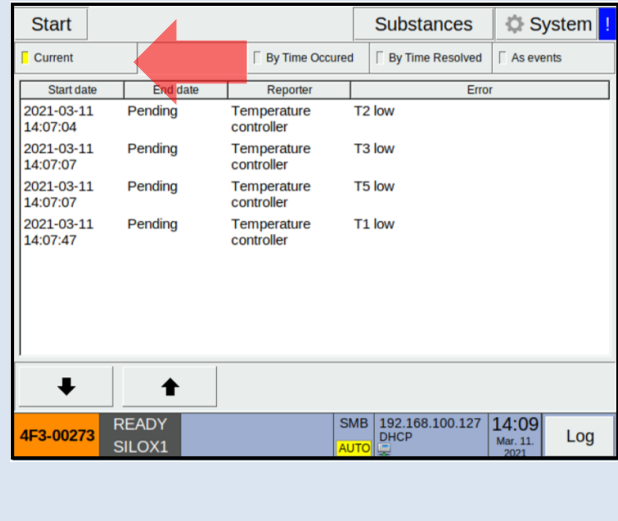 Start
Substances
System
!
Current
By Time Occured
By Time Resolved
As events
Start date
End date
Reporter
Error
2021-03-11
14:07:04
Pending
Temperature
controller
T2 low
2021-03-11
14:07:07
Pending
Temperature
controller
T3 low
2021-03-11
14:07:07
Pending
Temperature
controller
T5 low
2021-03-11
14:07:47
Pending
Temperature
controller
T1 low
4F3-00273
READY
SILOX1
SMB
AUTO
192.168.100.127
DHCP
14:09
Mar. 11.
2021
Log